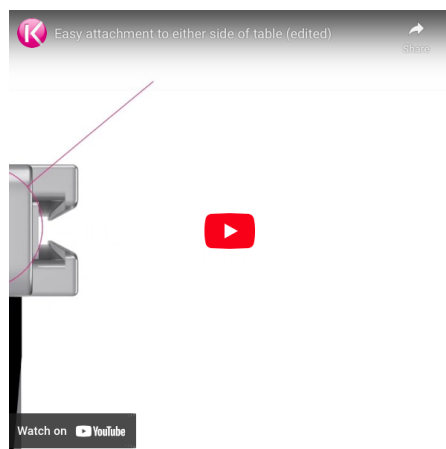 Easy attachment to either side of table (edited)
Share
Watch on YouTube